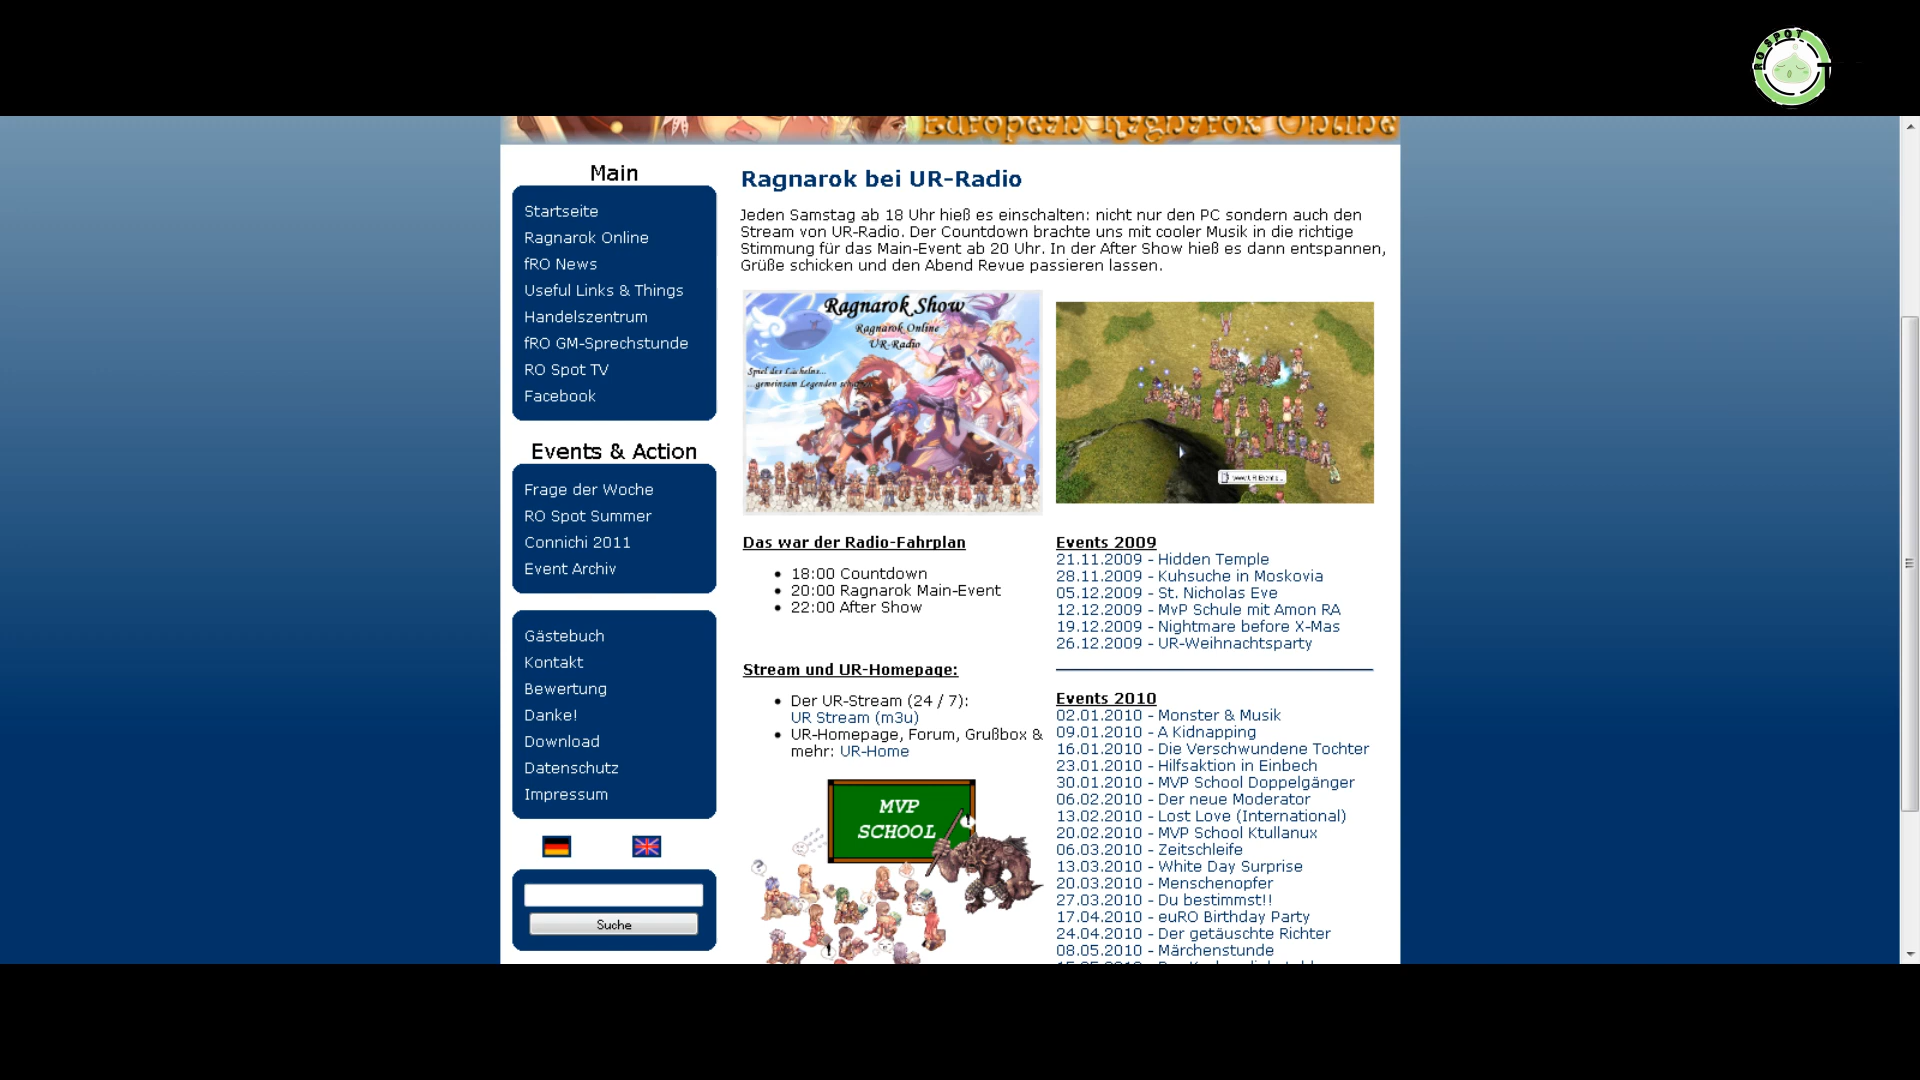 RO SPOT
European Ragnarok Online
Main
Startseite
Ragnarok Online
fRO News
Useful Links & Things
Handelszentrum
fRO GM-Sprechstunde
RO Spot TV
Facebook
Events & Action
Frage der Woche
RO Spot Summer
Connichi 2011
Event Archiv
Gästebuch
Kontakt
Bewertung
Danke!
Download
Datenschutz
Impressum
Suche
Ragnarok bei UR-Radio
Jeden Samstag ab 18 Uhr hieß es einschalten: nicht nur den PC sondern auch den
Stream von UR-Radio. Der Countdown brachte uns mit cooler Musik in die richtige
Stimmung für das Main-Event ab 20 Uhr. In der After Show hieß es dann entspannen,
Grüße schicken und den Abend Revue passieren lassen.
Ragnarok Show
Ragnarok Online
UR-Radio
Spiel des Lächelns...
...gemeinsam Legenden
Das war der Radio-Fahrplan
18:00 Countdown
20:00 Ragnarok Main-Event
22:00 After Show
Stream und UR-Homepage:
Der UR-Stream (24 / 7):
UR Stream (m3u)
UR-Homepage, Forum, Grußbox &
mehr: UR-Home
MVP
SCHOOL
Events 2009
21.11.2009 - Hidden Temple
28.11.2009 - Kuhsuche in Moskovia
05.12.2009 - St. Nicholas Eve
12.12.2009 - MvP Schule mit Amon RA
19.12.2009 - Nightmare before X-Mas
26.12.2009 - UR-Weihnachtsparty
Events 2010
02.01.2010 - Monster & Musik
09.01.2010 - A Kidnapping
16.01.2010 - Die Verschwundene Tochter
23.01.2010 - Hilfsaktion in Einbech
30.01.2010 - MVP School Doppelgänger
06.02.2010 - Der neue Moderator
13.02.2010 - Lost Love (International)
20.02.2010 - MVP School Ktullanux
06.03.2010 - Zeitschleife
13.03.2010 - White Day Surprise
20.03.2010 - Menschenopfer
27.03.2010 - Du bestimmst!!
17.04.2010 - euRO Birthday Party
24.04.2010 - Der getäuschte Richter
08.05.2010 - Märchenstunde